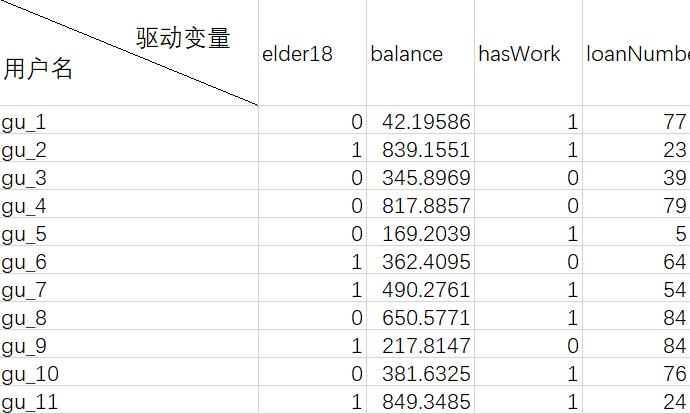 驱动变量
用户名
elder18 balance hasWork loanNumbe
gu_1 0 42.19586 1 77
gu_2 1 839.1551 1 23
gu_3 0 345.8969 0 39
gu_4 0 817.8857 0 79
gu_5 0 169.2039 1 5
gu_6 1 362.4095 0 64
gu_7 1 490.2761 1 54
gu_8 0 650.5771 1 84
gu_9 1 217.8147 0 84
gu_10 0 381.6325 1 76
gu_11 1 849.3485 1 24